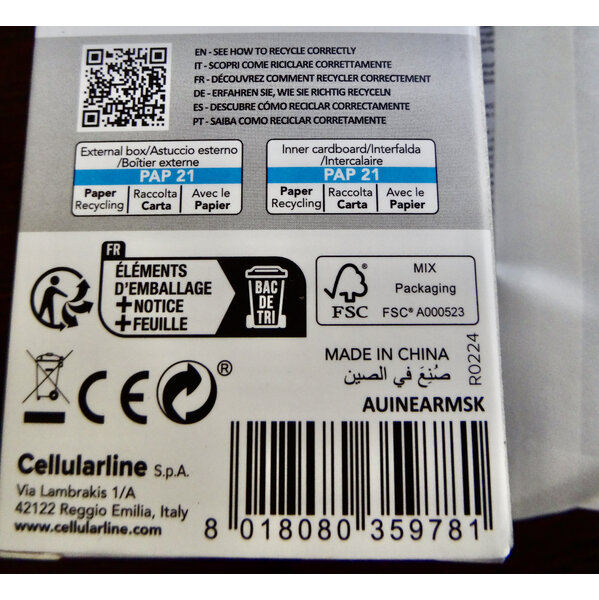 EN - SEE HOW TO RECYCLE CORRECTLY
IT - SCOPRI COME RICICLARE CORRETTAMENTE
FR - DÉCOUVREZ COMMENT RECYCLER CORRECTEMENT
DE - ERFAHREN SIE, WIE SIE RICHTIG RECYCELN
ES - DESCUBRE CÓMO RECICLAR CORRECTAMENTE
PT - SAIBA COMO RECICLAR CORRETAMENTE
External box/Astuccio esterno
/Boîtier externe
PAP 21
Paper Recycling
Raccolta Carta
Avec le Papier
Inner cardboard/Interfalda
/Intercalaire
PAP 21
Paper Recycling
Raccolta Carta
Avec le Papier
FR
ÉLÉMENTS
D'EMBALLAGE
+NOTICE
+FEUILLE
BAC
DE
TRI
FSC
MIX
Packaging
FSC® A000523
R0224
MADE IN CHINA
صُنِعَ في الصين
AUINEARMSK
CE
®
Cellularline S.p.A.
Via Lambrakis 1/A
42122 Reggio Emilia, Italy
www.cellularline.com
8 018080 359781